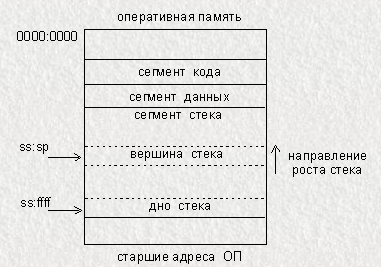 оперативная память
0000:0000
сегмент кода
сегмент данных
сегмент стека
ss:sp
вершина стека
направление
роста стека
ss:ffff
дно стека
старшие адреса ОП